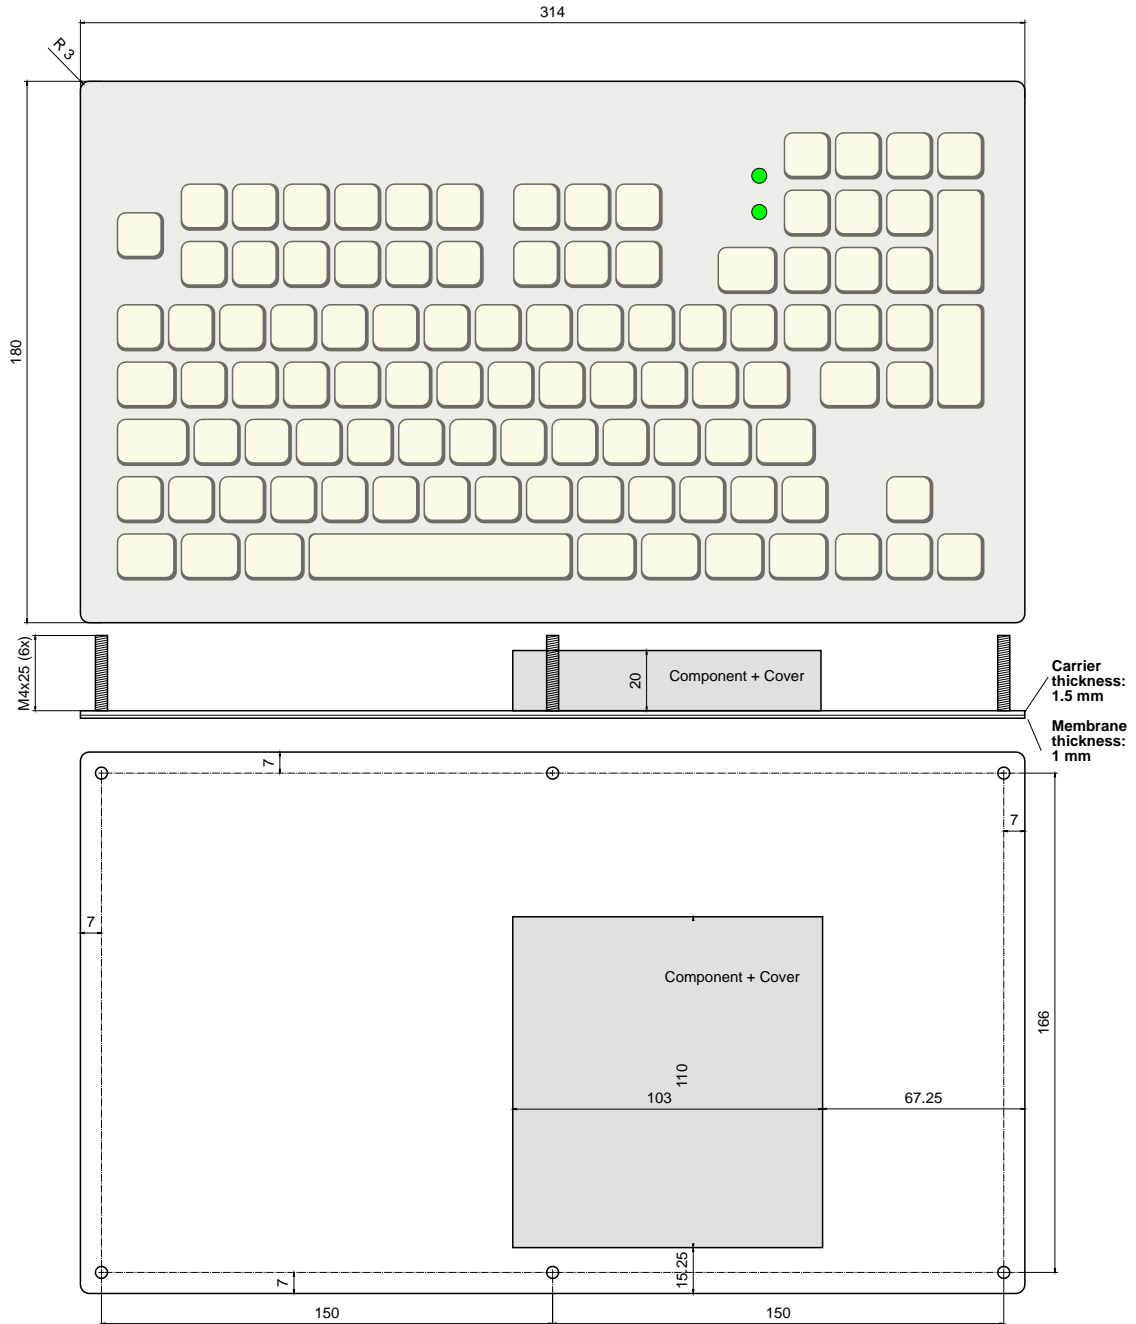 314
R 3
180
M4x25 (6x)
20
Component + Cover
Carrier
thickness:
1.5 mm
Membrane
thickness:
1 mm
7
7
7
Component + Cover
166
110
103
67.25
15.25
7
150
150